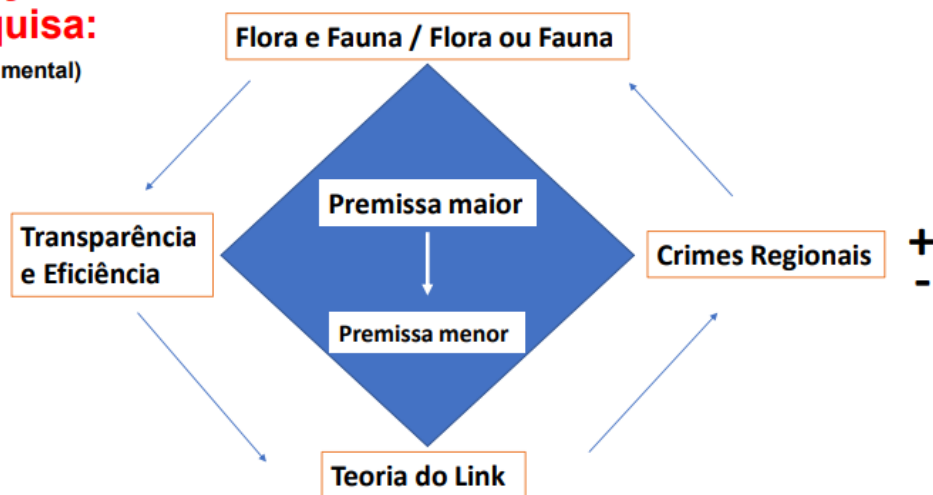 quisa:
mental)
Flora e Fauna / Flora ou Fauna
Premissa maior
Transparência
e Eficiência
Crimes Regionais
+
-
Premissa menor
Teoria do Link